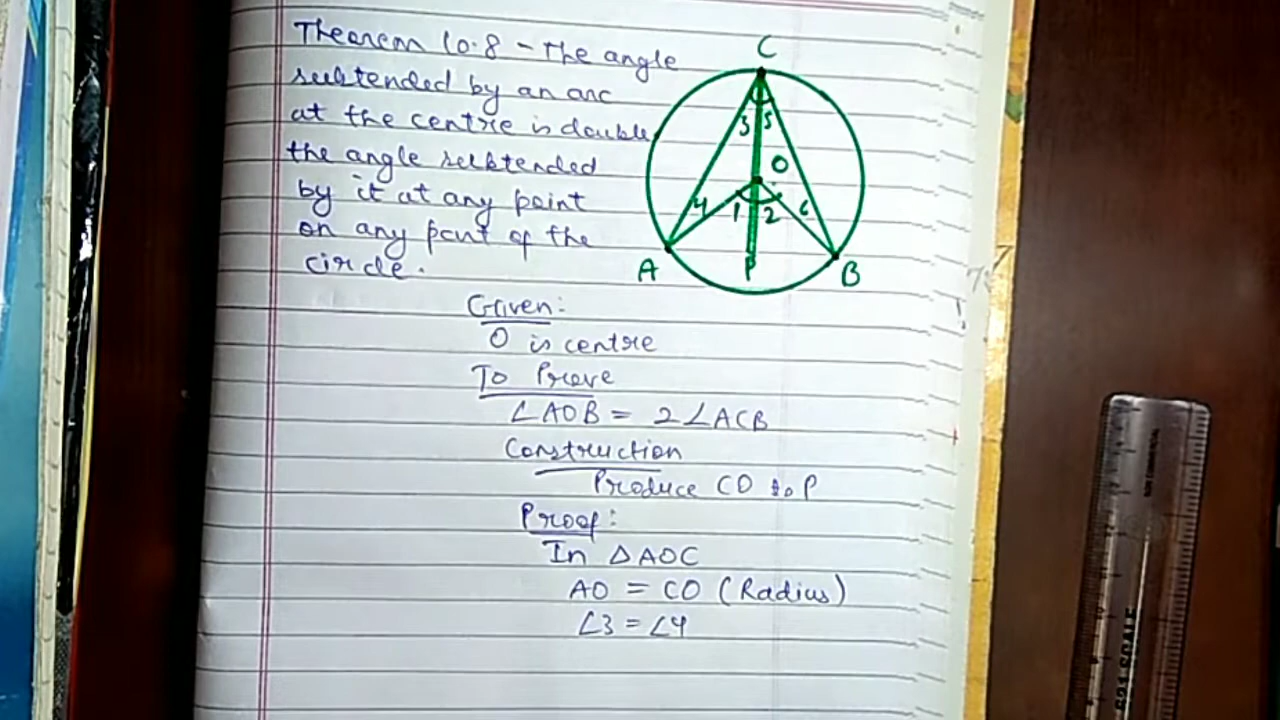 Theorem 10.8 - The angle
subtended by an arc
at the centre is double
the angle subtended
by it at any point
on any part of the
circle.
C
3 5
O
4 1 2 6
A P B
Given:
O is centre
To Prove
∠AOB = 2∠ACB
Construction
Produce CO to P
Proof:
In △AOC
AO = CO (Radius)
∠3 = ∠4
SCALE